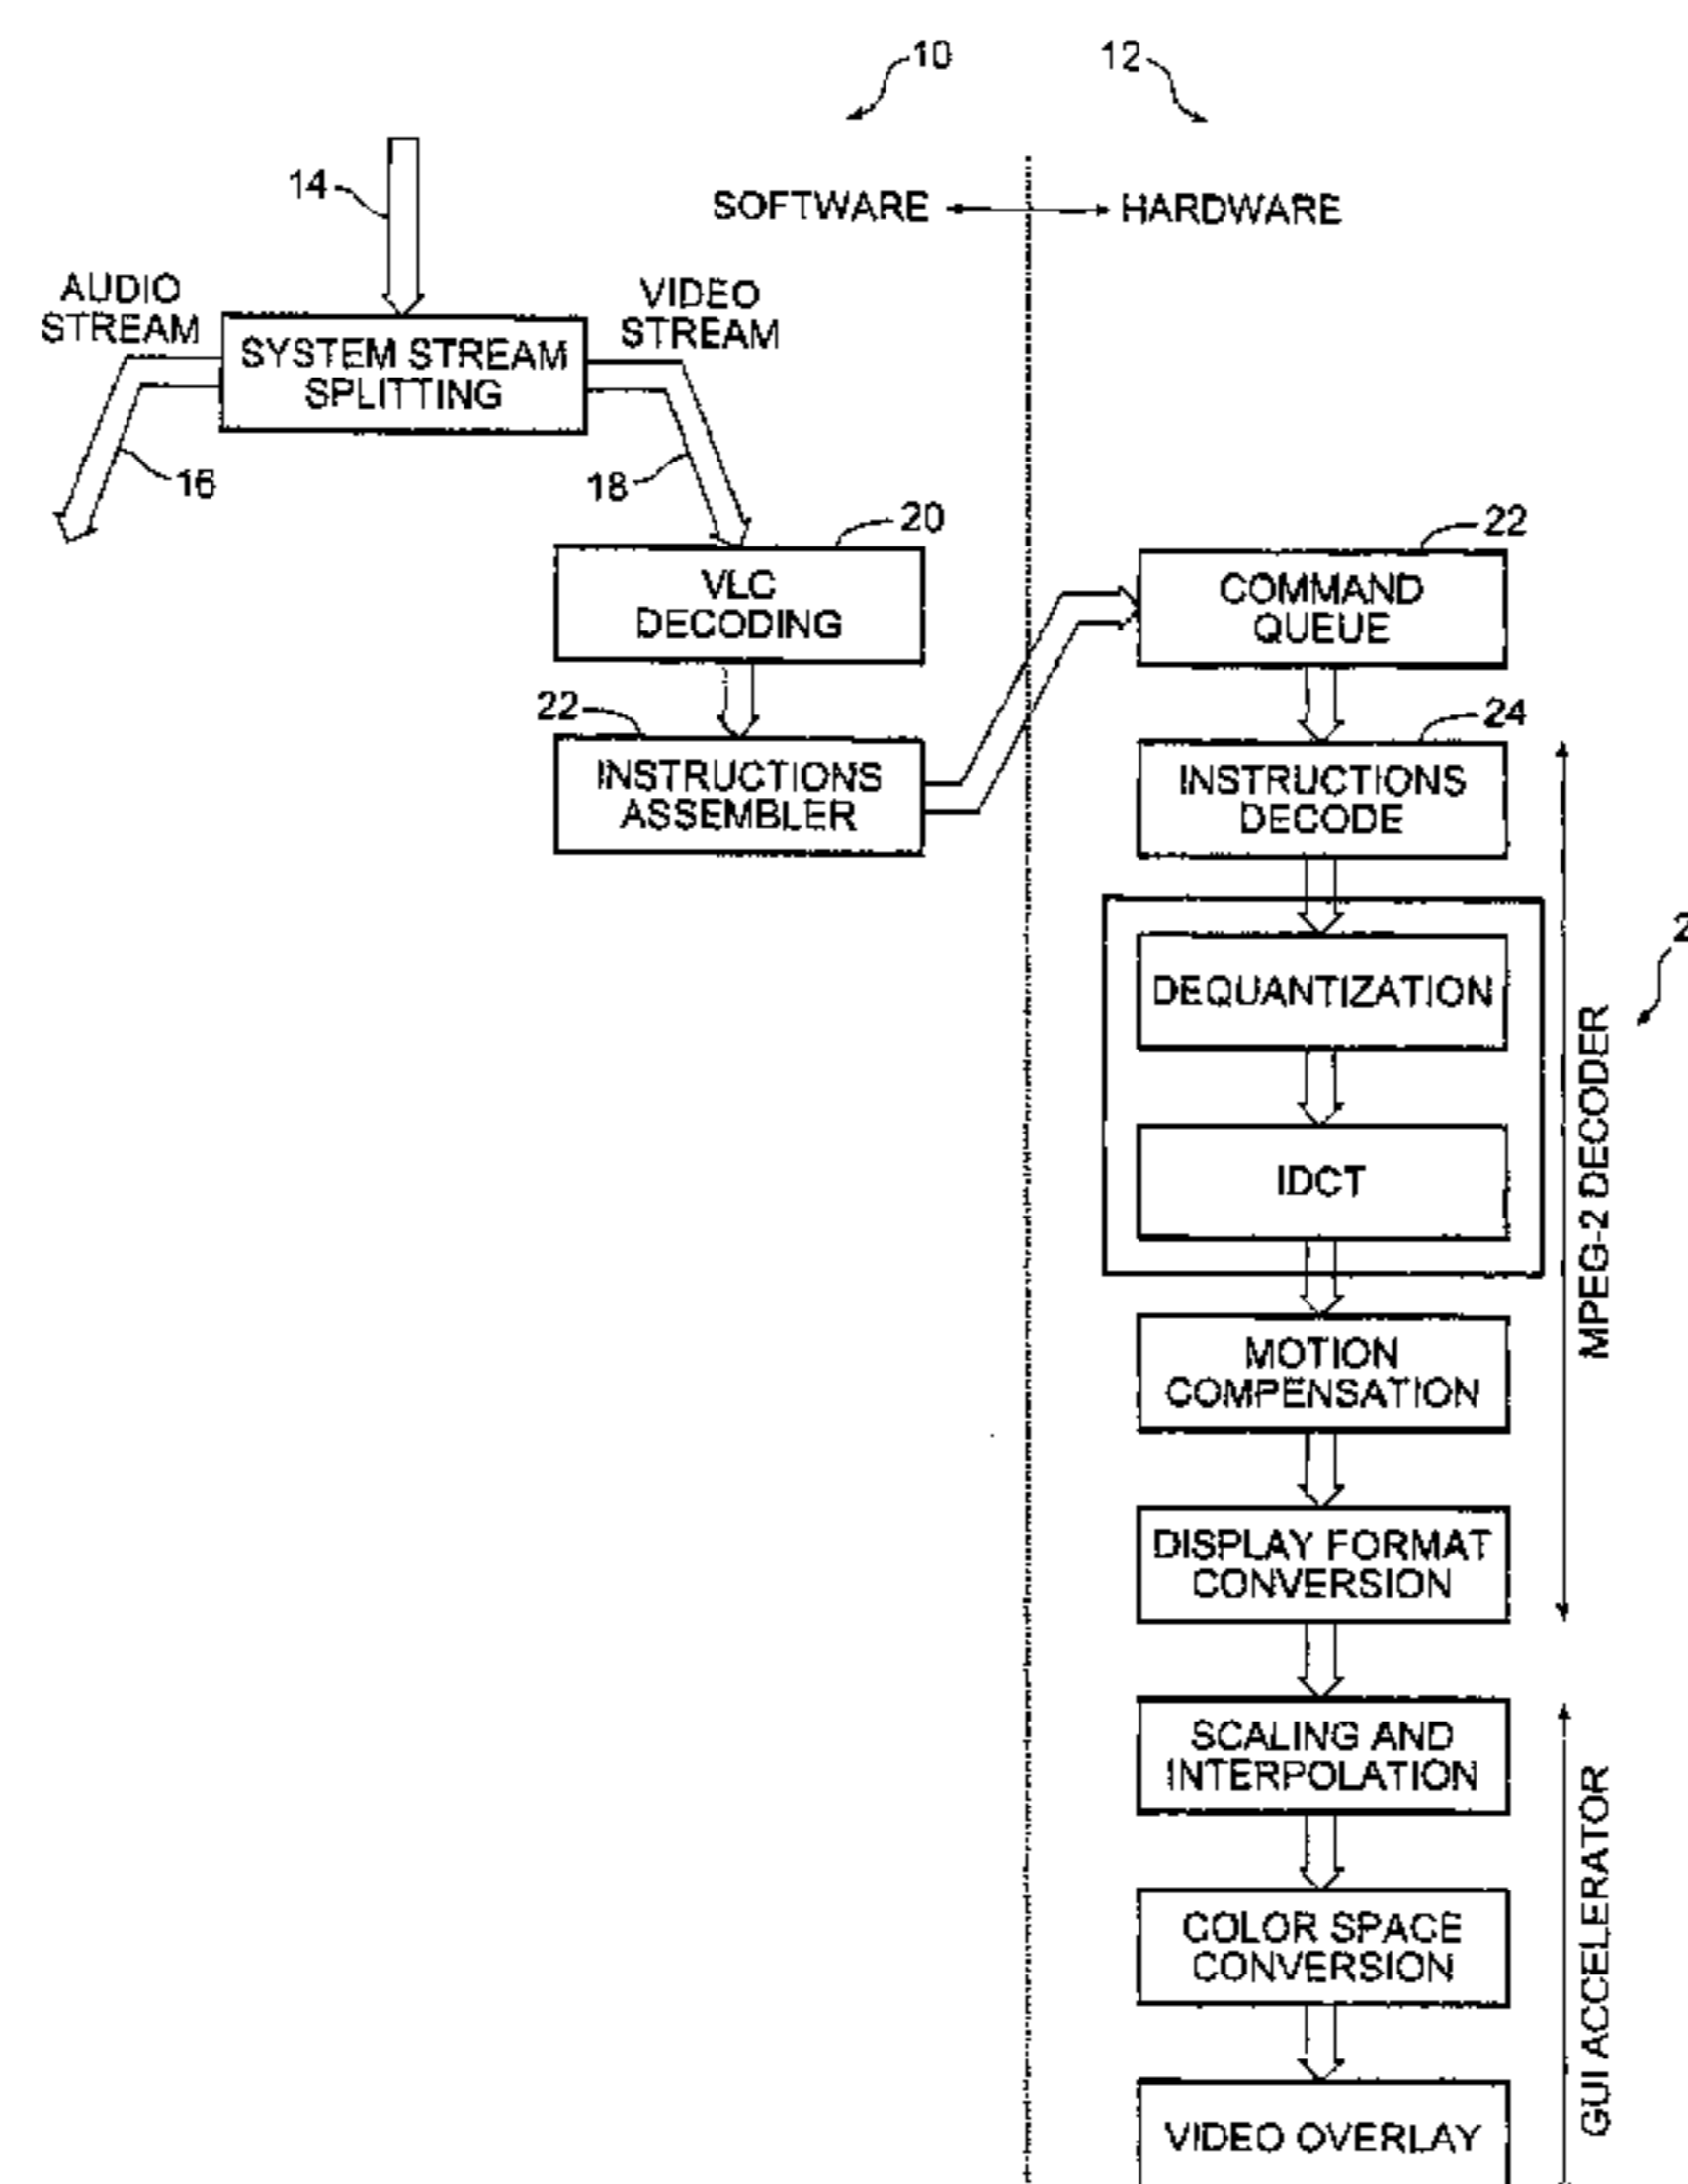 10
12
14
SOFTWARE
HARDWARE
AUDIO
STREAM
VIDEO
STREAM
SYSTEM STREAM
SPLITTING
16
18
20
VLC
DECODING
22
COMMAND
QUEUE
22
INSTRUCTIONS
ASSEMBLER
24
INSTRUCTIONS
DECODE
DEQUANTIZATION
IDCT
MOTION
COMPENSATION
DISPLAY FORMAT
CONVERSION
MPEG-2 DECODER
SCALING AND
INTERPOLATION
COLOR SPACE
CONVERSION
VIDEO OVERLAY
GUI ACCELERATOR